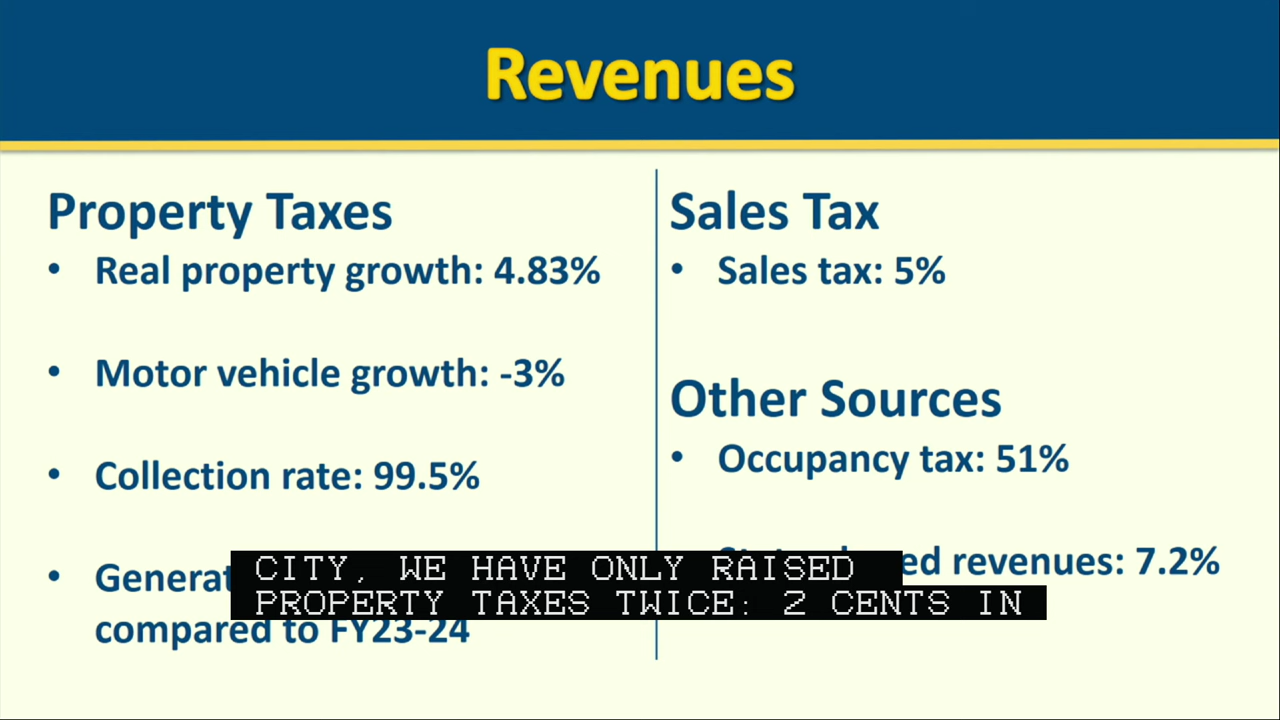 Revenues
Property Taxes
• Real property growth: 4.83%
• Motor vehicle growth: -3%
• Collection rate: 99.5%
•
compared to FY23-24
Sales Tax
• Sales tax: 5%
Other Sources
• Occupancy tax: 51%
revenues: 7.2%
CITY, WE HAVE ONLY RAISED
PROPERTY TAXES TWICE: 2 CENTS IN